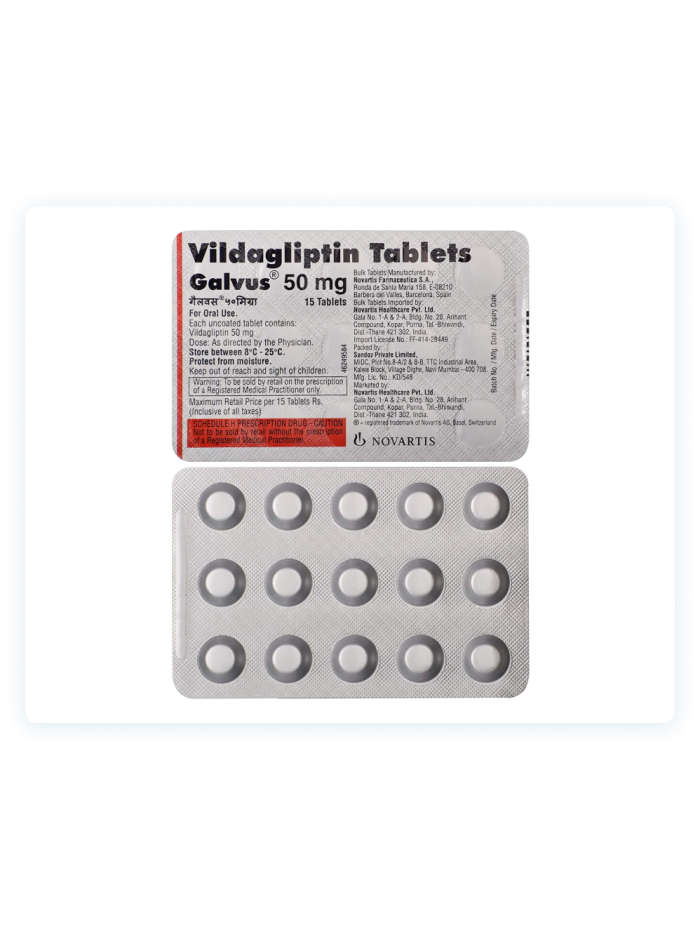 Vildagliptin Tablets
Galvus® 50 mg
गैलवस®५०मिग्रा 15 Tablets
For Oral Use.
Each uncoated tablet contains:
Vildagliptin 50 mg
Dose: As directed by the Physician.
Store between 8°C - 25°C.
Protect from moisture.
Keep out of reach and sight of children.
Warning: To be sold by retail on the prescription
of a Registered Medical Practitioner only.
Maximum Retail Price per 15 Tablets Rs.
(Inclusive of all taxes)
SCHEDULE H PRESCRIPTION DRUG - CAUTION
Not to be sold by retail without the prescription
of a Registered Medical Practitioner.
46249584
Bulk Tablets Manufactured by:
Novartis Farmaceutica S.A.,
Ronda de Santa Maria 158, E-08210
Barbera del Valles, Barcelona, Spain
Bulk Tablets Imported by:
Novartis Healthcare Pvt. Ltd.
Gala No. 1-A & 2-A, Bldg. No. 28, Arihant
Compound, Kopar, Purna, Tal.-Bhiwandi,
Dist.-Thane 421 302, India.
Import License No.: FF-414-28449
Packed by:
Sandoz Private Limited,
MIDC, Plot No.8-A/2 & 8-B, TTC Industrial Area,
Kalwe Block, Village Dighe, Navi Mumbai - 400 708.
Mfg. Lic. No.: KD/548
Marketed by:
Novartis Healthcare Pvt. Ltd.
Gala No. 1-A & 2-A, Bldg. No. 28, Arihant
Compound, Kopar, Purna, Tal.-Bhiwandi,
Dist.-Thane 421 302, India.
® = registered trademark of Novartis AG, Basel, Switzerland
NOVARTIS
Batch No. / Mfg. Date / Expiry Date